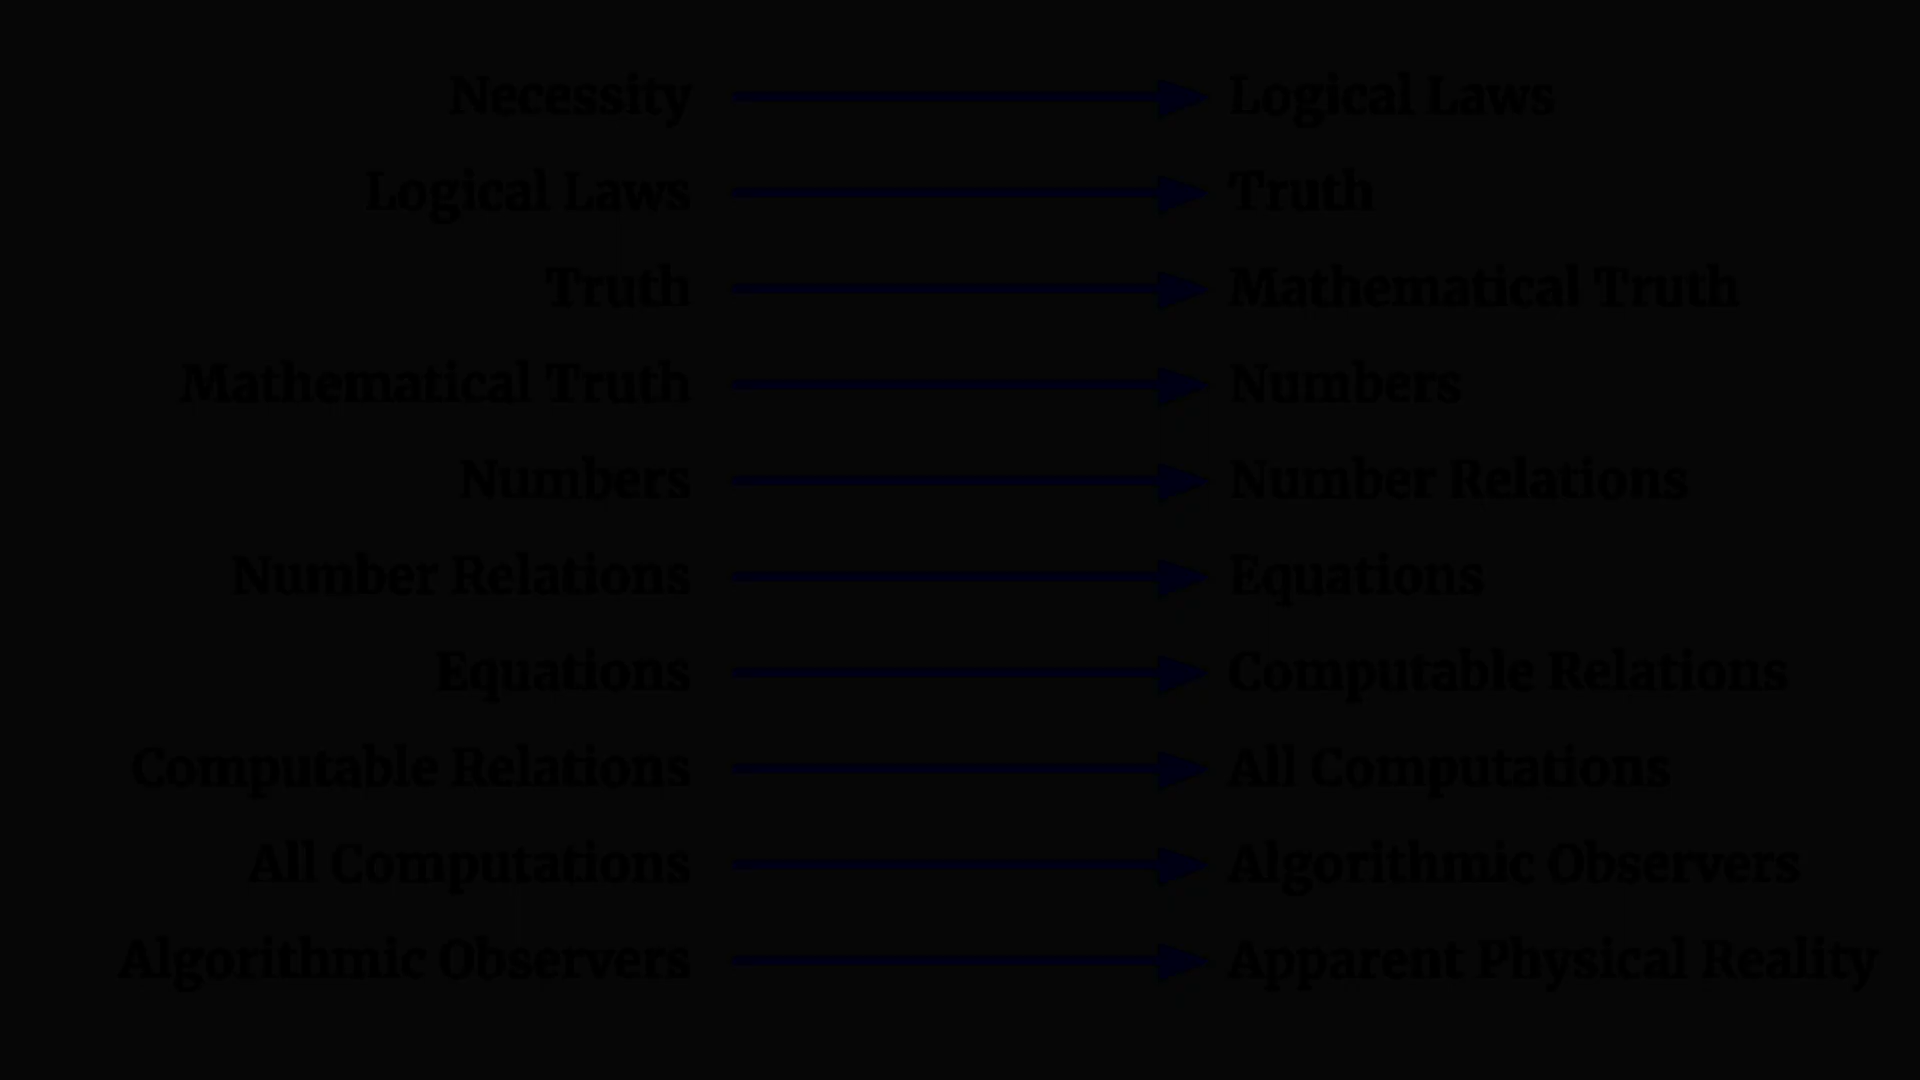 Necessity Logical Laws
Logical Laws Truth
Truth Mathematical Truth
Mathematical Truth Numbers
Numbers Number Relations
Number Relations Equations
Equations Computable Relations
Computable Relations All Computations
All Computations Algorithmic Observers
Algorithmic Observers Apparent Physical Reality